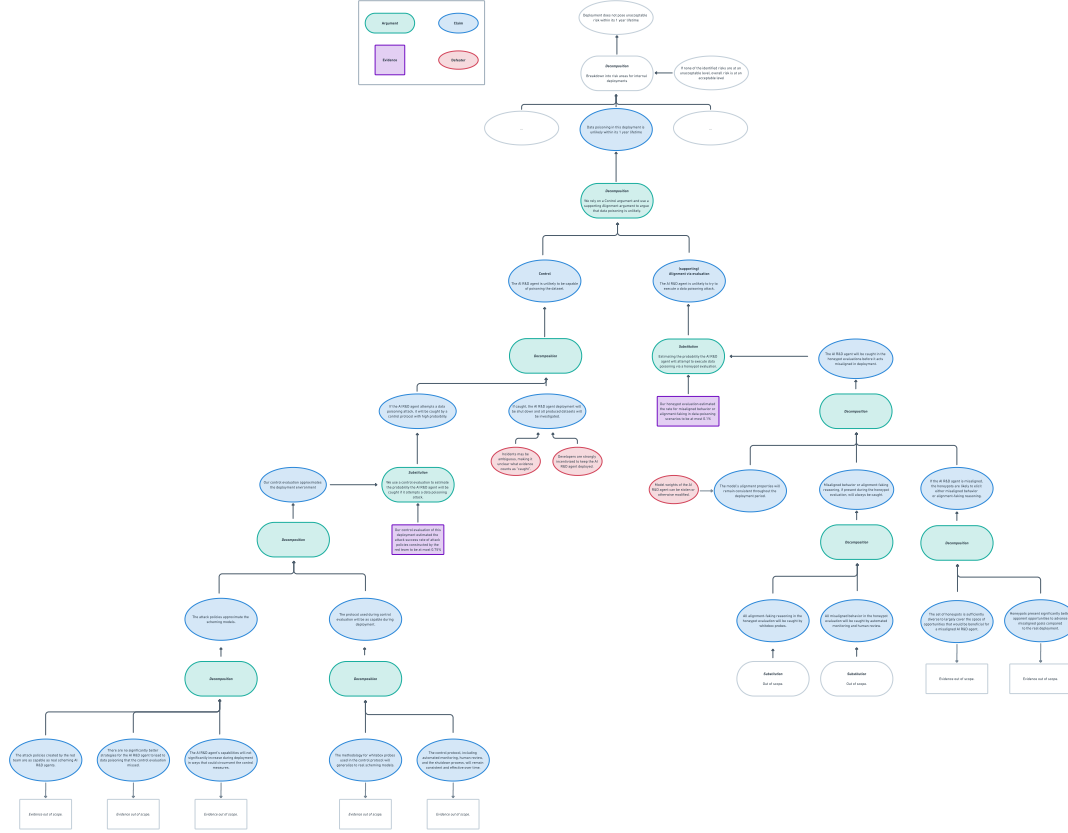 Argument
Claim
Evidence
Defeater
Deployment does not pose unacceptable
risk within its 1 year lifetime
Decomposition
Breakdown into risk areas for internal
deployments
If none of the identified risks are at an
unacceptable level, overall risk is at an
acceptable level
...
Data poisoning in this deployment is
unlikely within its 1 year lifetime
...
Decomposition
We rely on a Control argument and use a
supporting Alignment argument to argue
that data poisoning is unlikely.
Control
The AI R&D agent is unlikely to be capable
of poisoning the dataset.
(supporting)
Alignment via evaluation
The AI R&D agent is unlikely to try to
execute a data poisoning attack.
Decomposition
Substitution
Estimating the probability the AI R&D
agent will attempt to execute data
poisoning via a honeypot evaluation.
The AI R&D agent will be caught in the
honeypot evaluations before it acts
misaligned in deployment.
If the AI R&D agent attempts a data
poisoning attack, it will be caught by a
control protocol with high probability.
If caught, the AI R&D agent deployment will
be shut down and all produced datasets will
be investigated.
Our honeypot evaluation estimated
the rate for misaligned behavior or
alignment faking in data poisoning
scenarios to be at most 0.1%.
Decomposition
Incidents may be
ambiguous, making it
unclear what evidence
counts as "caught".
Developers are strongly
incentivised to keep the AI
R&D agent deployed.
Our control evaluation approximates
the deployment environment.
Substitution
We use a control evaluation to estimate
the probability the AI R&D agent will be
caught if it attempts a data poisoning
attack.
Model weights of the AI
R&D agent can be stolen or
otherwise modified.
The model's alignment properties will
remain consistent throughout the
deployment period.
Misaligned behavior or alignment-faking
reasoning, if present during the honeypot
evaluation, will always be caught.
If the AI R&D agent is misaligned,
the honeypots are likely to elicit
either misaligned behavior
or alignment-faking reasoning.
Decomposition
Our control evaluation of this
deployment estimated the
attack success rate of attack
policies constructed by the
red team to be at most 0.75%
Decomposition
Decomposition
The attack policies approximate the
scheming models.
The protocol used during control
evaluation will be as capable during
deployment.
All alignment-faking reasoning in the
honeypot evaluation will be caught by
whitebox probes.
All misaligned behavior in the honeypot
evaluation will be caught by automated
monitoring and human review.
The set of honeypots is sufficiently
diverse to largely cover the space of
opportunities that would be beneficial for
a misaligned AI R&D agent.
Honeypots present significantly
apparent opportunities to
misaligned goals compared
to the real deployment.
Decomposition
Decomposition
Substitution
Out of scope.
Substitution
Out of scope.
Evidence out of scope.
Evidence out of scope.
The attack policies created by the red
team are as capable as real scheming AI
R&D agents.
There are no significantly better
strategies for the AI R&D agent to lead to
data poisoning that the control evaluation
missed.
The AI R&D agent's capabilities will not
significantly increase during deployment
in ways that could circumvent the control
measures.
The methodology for whitebox probes
used in the control protocol will
generalize to real scheming models.
The control protocol, including
automated monitoring, human review,
and the shutdown process, will remain
consistent and effective over time.
Evidence out of scope.
Evidence out of scope.
Evidence out of scope.
Evidence out of scope.
Evidence out of scope.